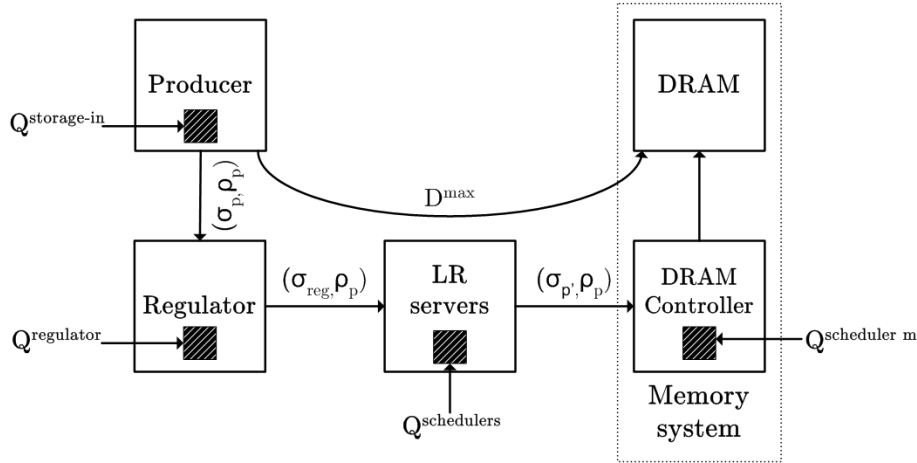 Producer
DRAM
Q^storage-in
(σ_p,ρ_p)
D^max
Regulator
(σ_reg,ρ_p)
LR
servers
(σ_p',ρ_p)
DRAM
Controller
Q^regulator
Q^scheduler m
Q^schedulers
Memory
system